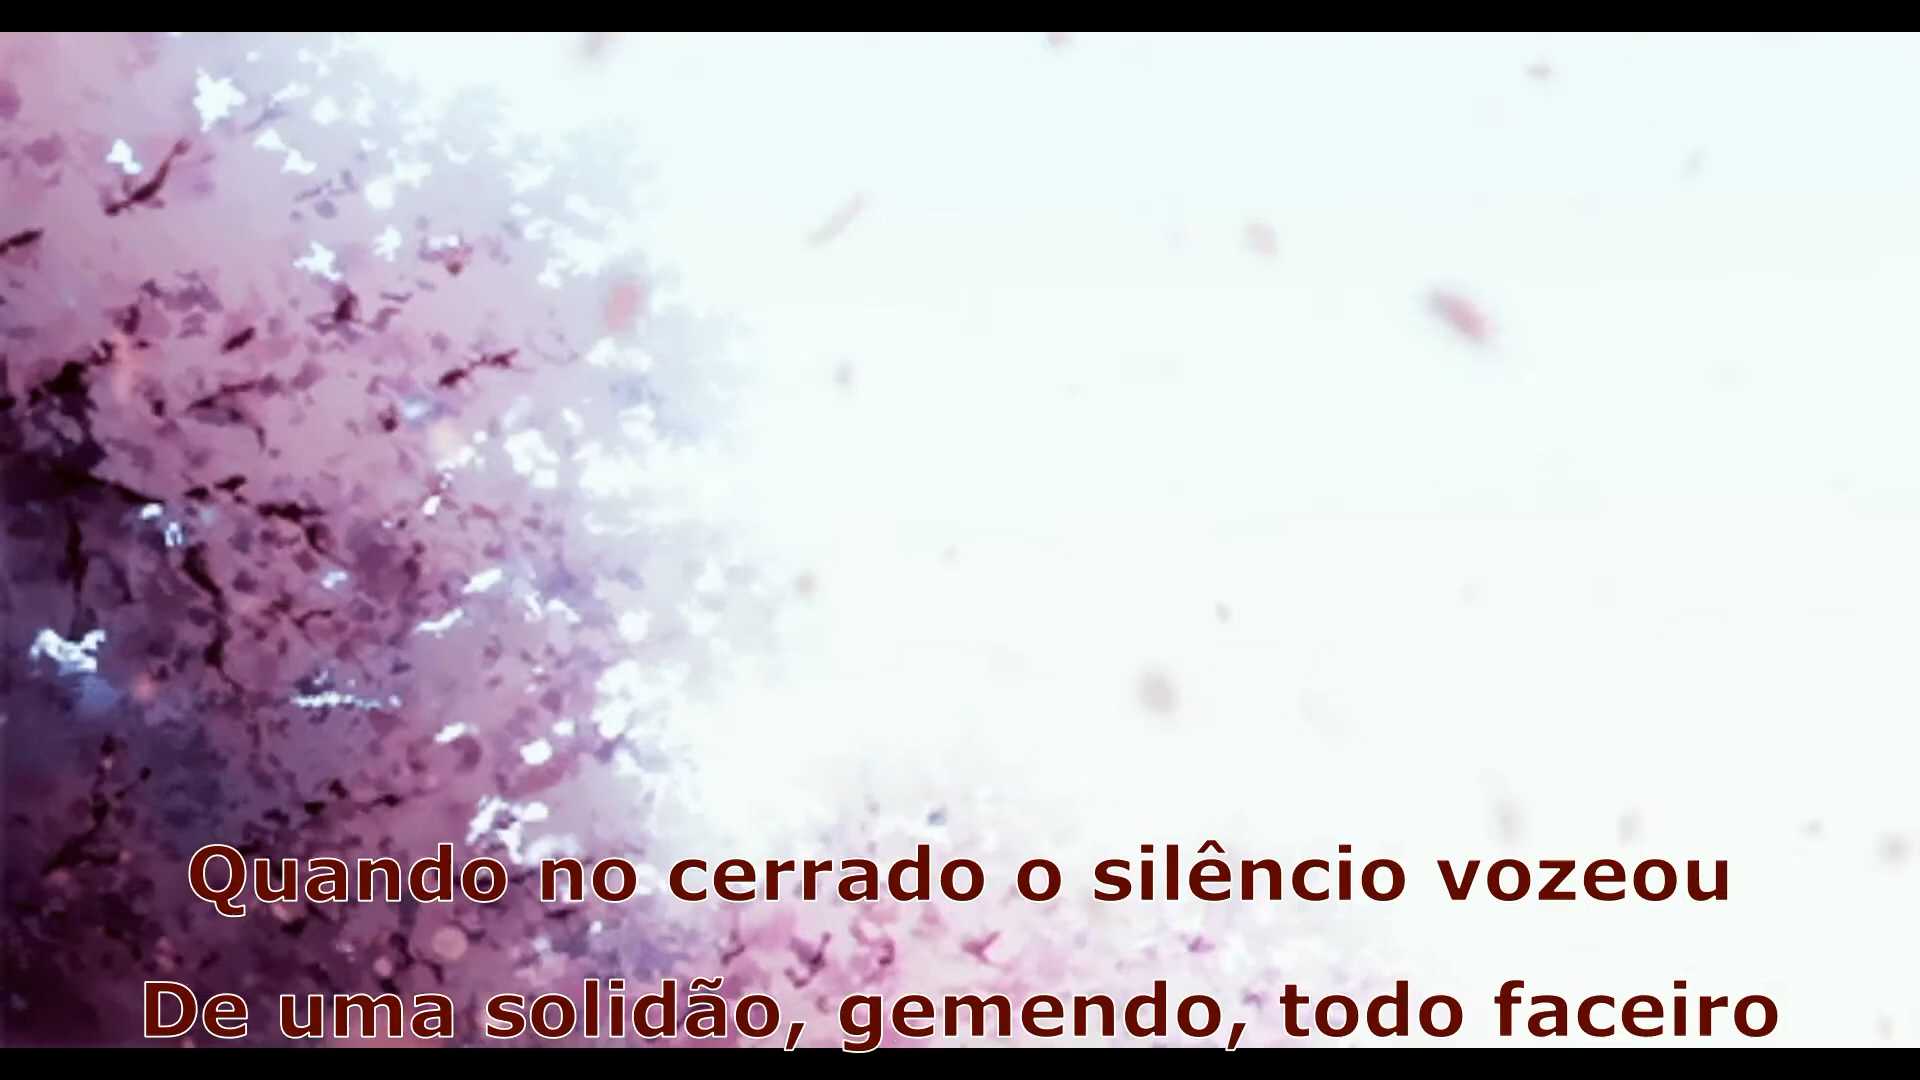 Quando no cerrado o silêncio vozeou
De uma solidão, gemendo, todo faceiro